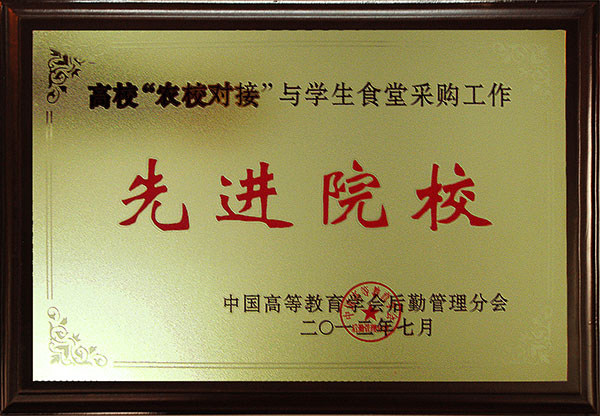 高校“农校对接”与学生食堂采购工作
先进院校
中国高等教育学会后勤管理分会
二〇一二年七月